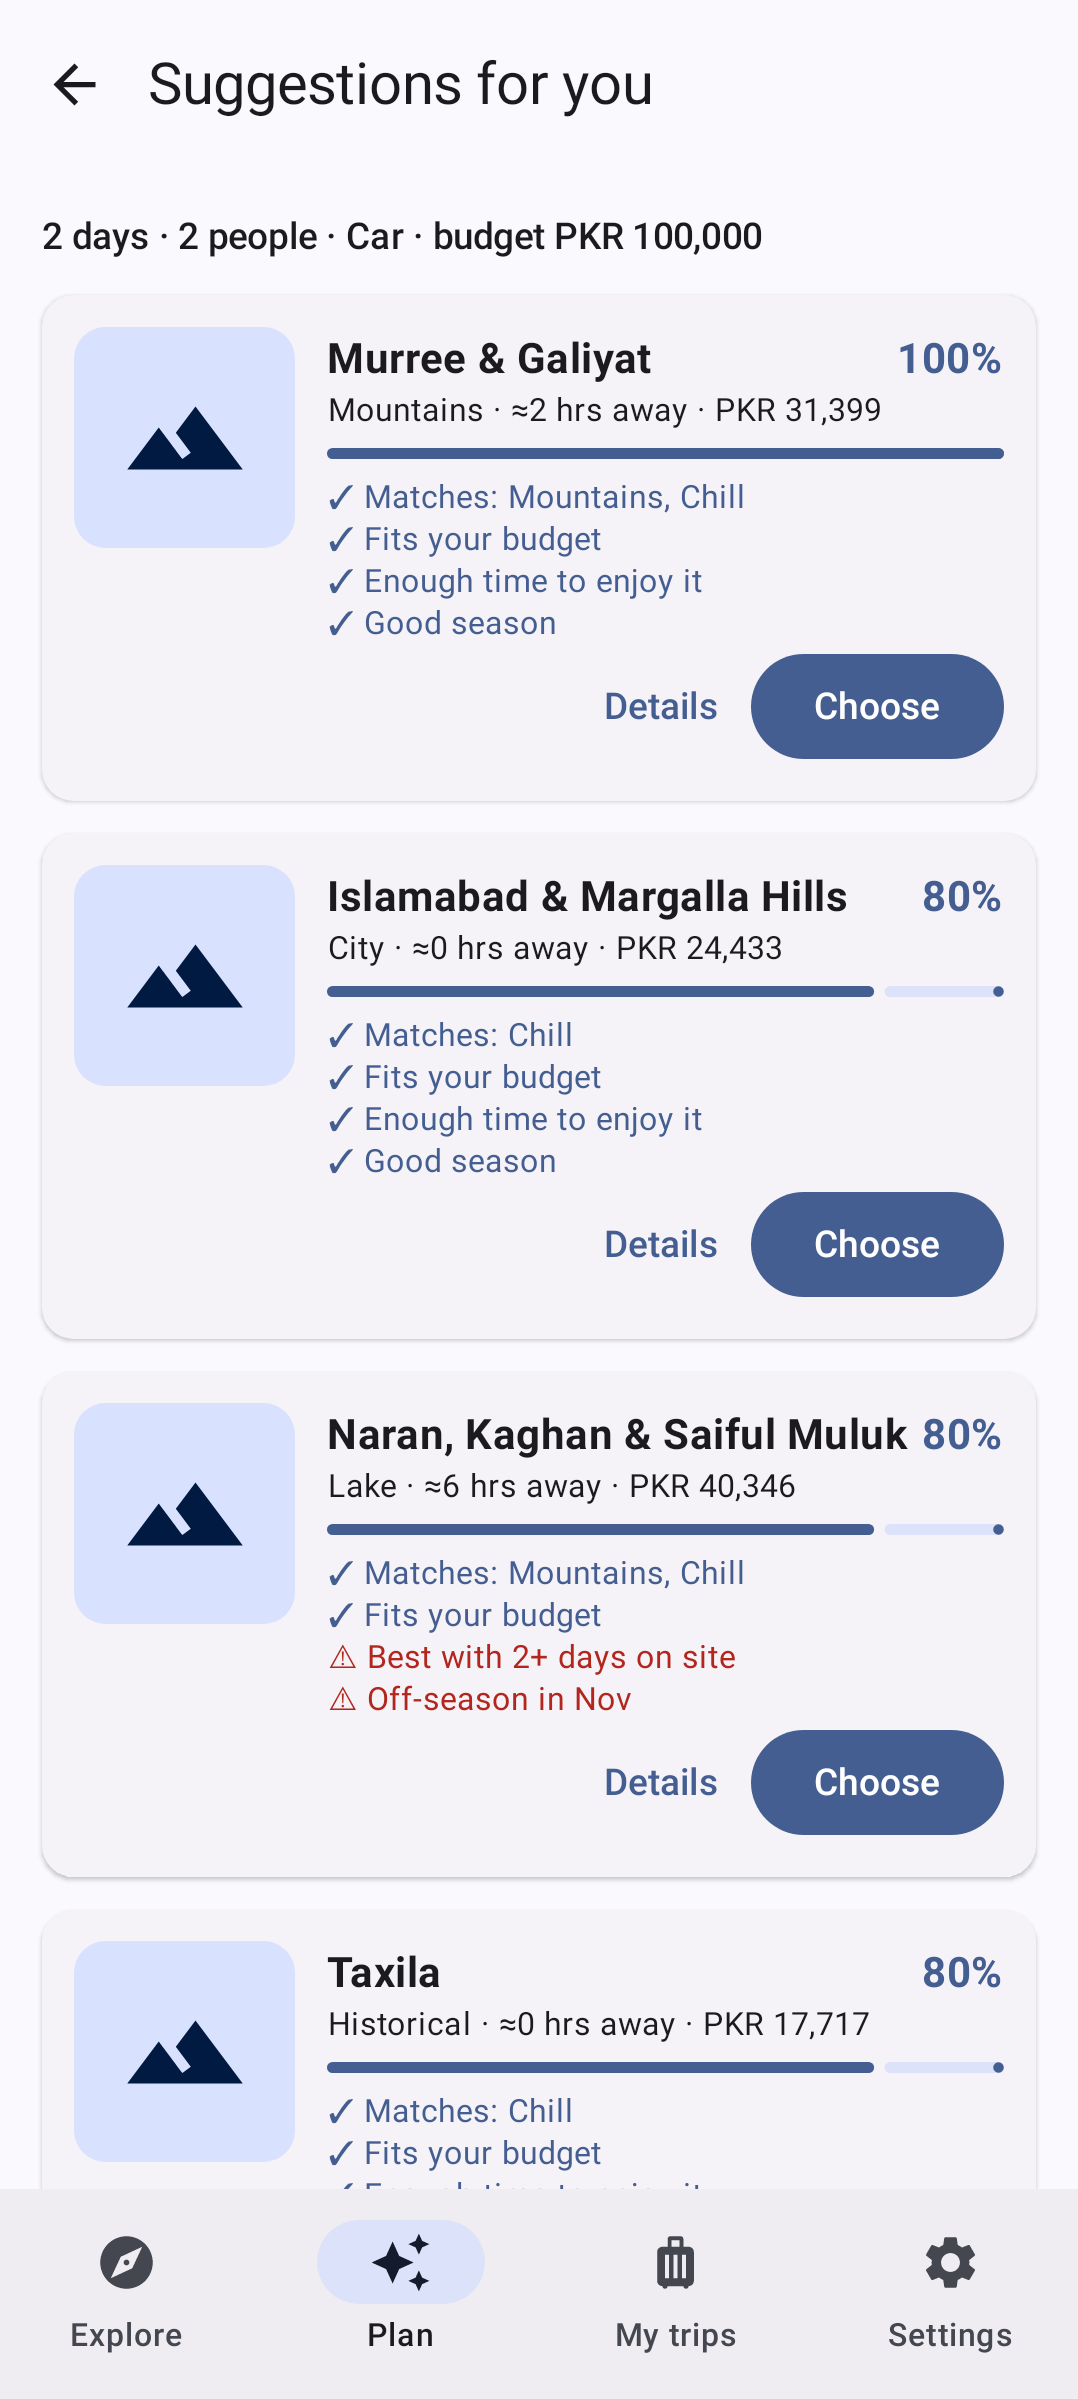 Suggestions for you
2 days · 2 people · Car · budget PKR 100,000
Murree & Galiyat 100%
Mountains · ≈2 hrs away · PKR 31,399
✓ Matches: Mountains, Chill
✓ Fits your budget
✓ Enough time to enjoy it
✓ Good season
Details Choose
Islamabad & Margalla Hills 80%
City · ≈0 hrs away · PKR 24,433
✓ Matches: Chill
✓ Fits your budget
✓ Enough time to enjoy it
✓ Good season
Details Choose
Naran, Kaghan & Saiful Muluk 80%
Lake · ≈6 hrs away · PKR 40,346
✓ Matches: Mountains, Chill
✓ Fits your budget
⚠ Best with 2+ days on site
⚠ Off-season in Nov
Details Choose
Taxila 80%
Historical · ≈0 hrs away · PKR 17,717
✓ Matches: Chill
✓ Fits your budget
Explore Plan My trips Settings